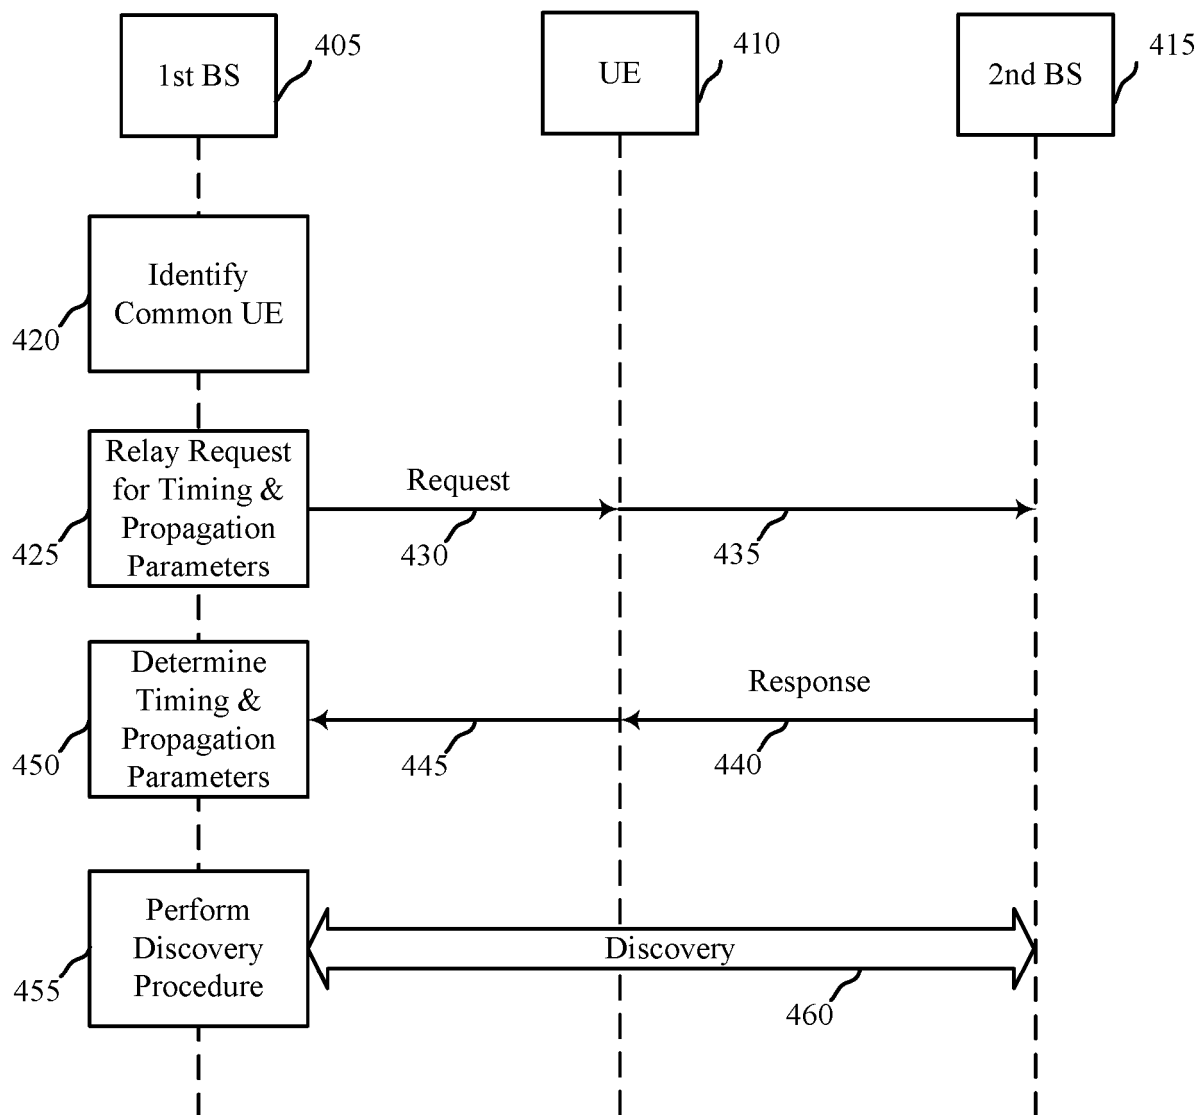 1st BS
405
UE
410
2nd BS
415
Identify
Common UE
420
Relay Request
for Timing &
Propagation
Parameters
425
Request
430
435
Determine
Timing &
Propagation
Parameters
450
Response
445
440
Perform
Discovery
Procedure
455
Discovery
460